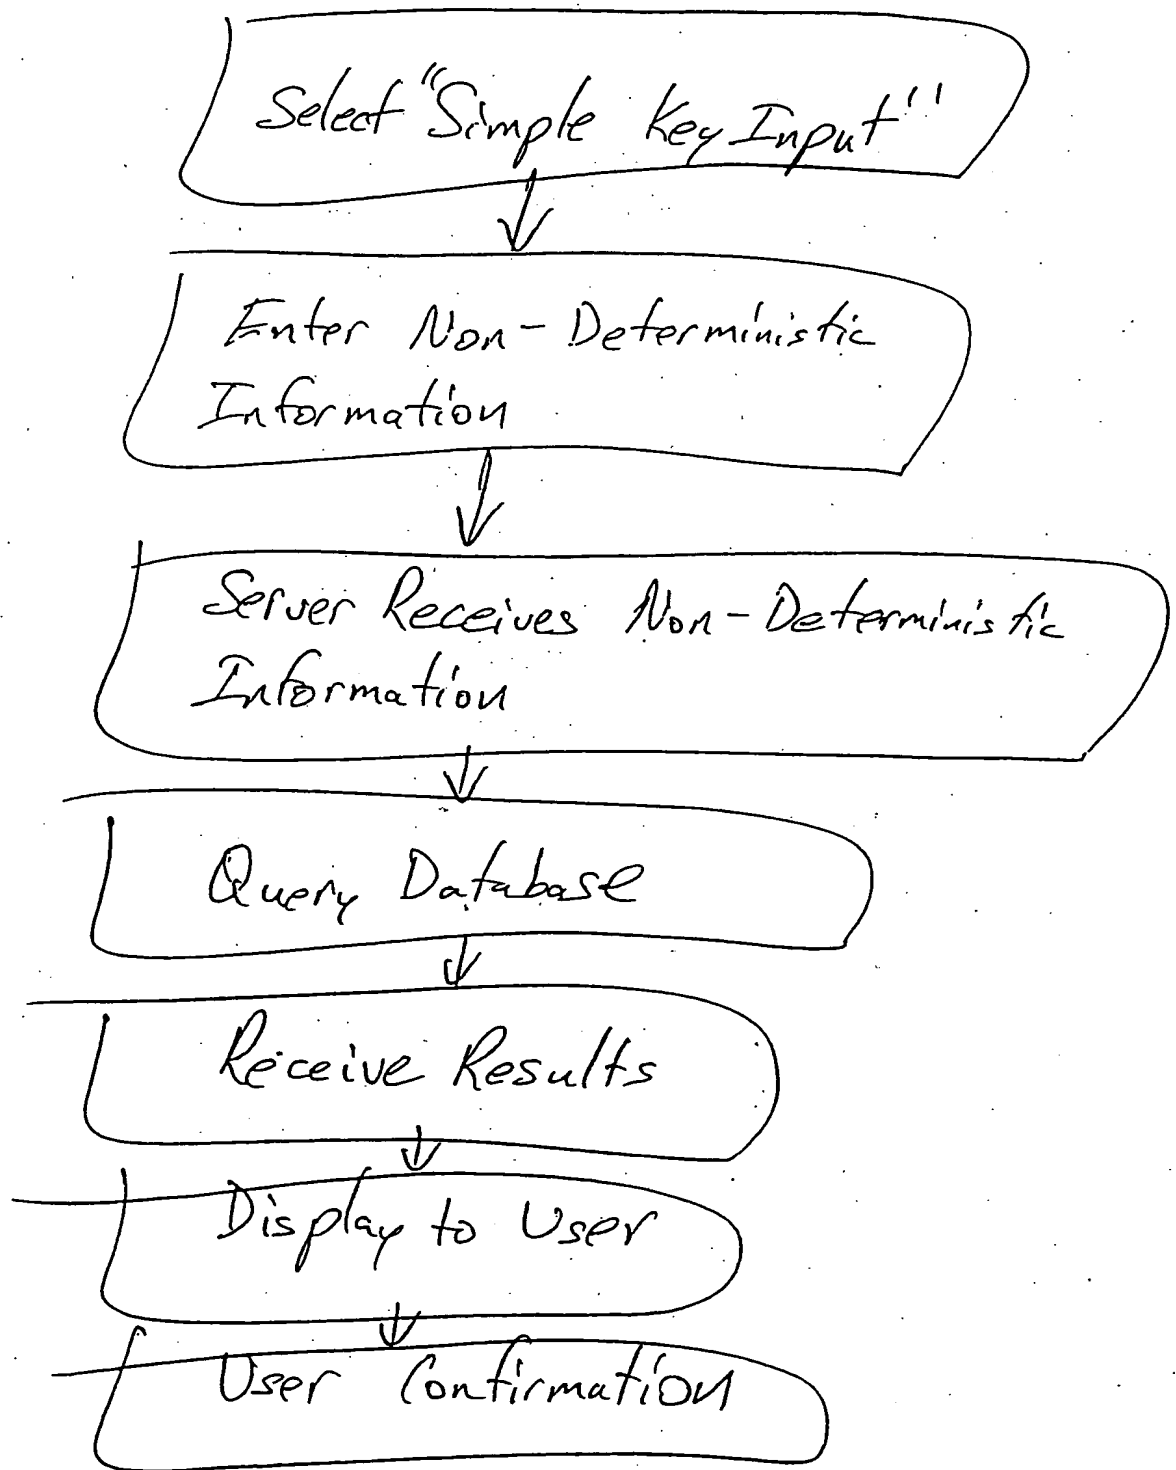 Select "Simple Key Input"
Enter Non-Deterministic
Information
Server Receives Non-Deterministic
Information
Query Database
Receive Results
Display to User
User Confirmation